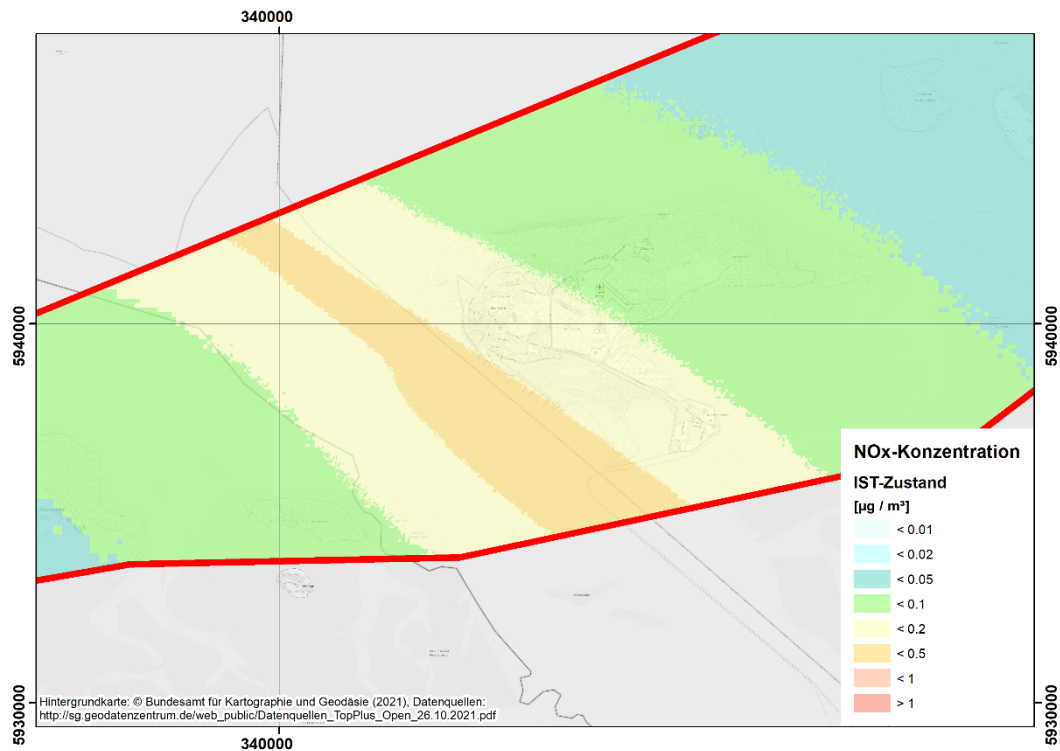 340000
5940000
5940000
NOx-Konzentration
IST-Zustand
[µg / m³]
< 0.01
< 0.02
< 0.05
< 0.1
< 0.2
< 0.5
< 1
> 1
5930000
5930000
Hintergrundkarte: © Bundesamt für Kartographie und Geodäsie (2021), Datenquellen:
http://sg.geodatenzentrum.de/web_public/Datenquellen_TopPlus_Open_26.10.2021.pdf
340000